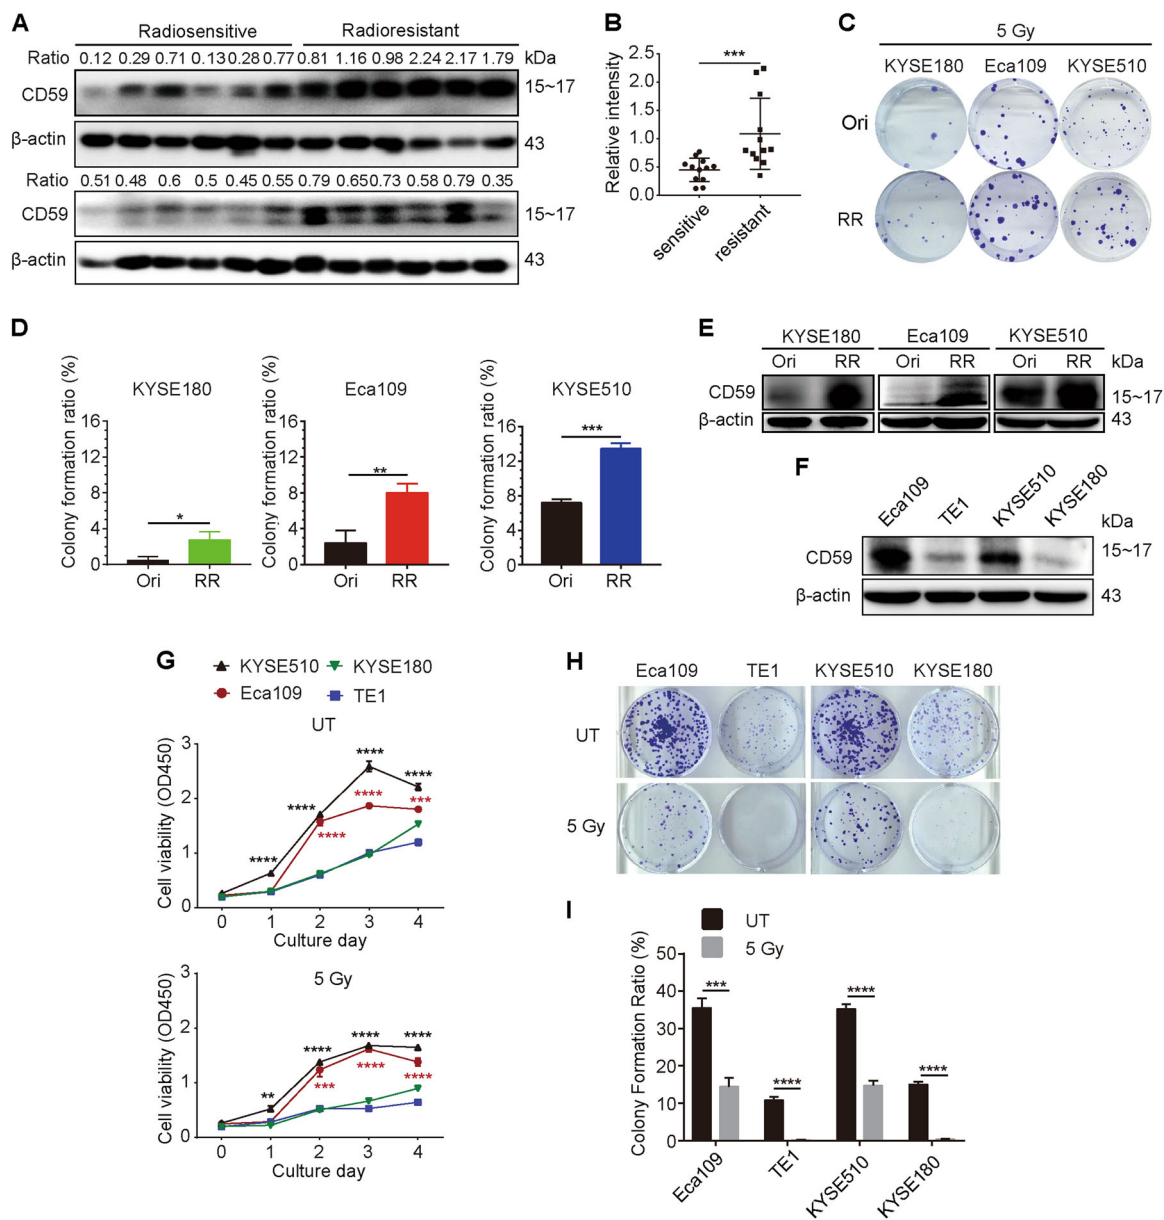 A
Radiosensitive Radioresistant
Ratio 0.12 0.29 0.71 0.13 0.28 0.77 0.81 1.16 0.98 2.24 2.17 1.79 kDa
CD59 15~17
β-actin 43
Ratio 0.51 0.48 0.6 0.5 0.45 0.55 0.79 0.65 0.73 0.58 0.79 0.35
CD59 15~17
β-actin 43
B
***
Relative intensity
2.5
2.0
1.5
1.0
0.5
0.0
sensitive
resistant
C
5 Gy
KYSE180 Eca109 KYSE510
Ori
RR
D
KYSE180
Colony formation ratio (%)
16
12
8
4
0
*
Ori RR
Eca109
Colony formation ratio (%)
16
12
8
4
0
**
Ori RR
KYSE510
Colony formation ratio (%)
16
12
8
4
0
***
Ori RR
E
KYSE180 Eca109 KYSE510
Ori RR Ori RR Ori RR kDa
CD59 15~17
β-actin 43
F
Eca109 TE1 KYSE510 KYSE180 kDa
CD59 15~17
β-actin 43
G
KYSE510 KYSE180
Eca109 TE1
UT
Cell viability (OD450)
3
2
1
0
**** **** **** ****
**** **** ***
0 1 2 3 4
Culture day
5 Gy
Cell viability (OD450)
3
2
1
0
** **** **** ****
*** **** ****
0 1 2 3 4
Culture day
H
Eca109 TE1 KYSE510 KYSE180
UT
5 Gy
I
UT
5 Gy
Colony Formation Ratio (%)
50
40
30
20
10
0
*** **** **** ****
Eca109 TE1 KYSE510 KYSE180